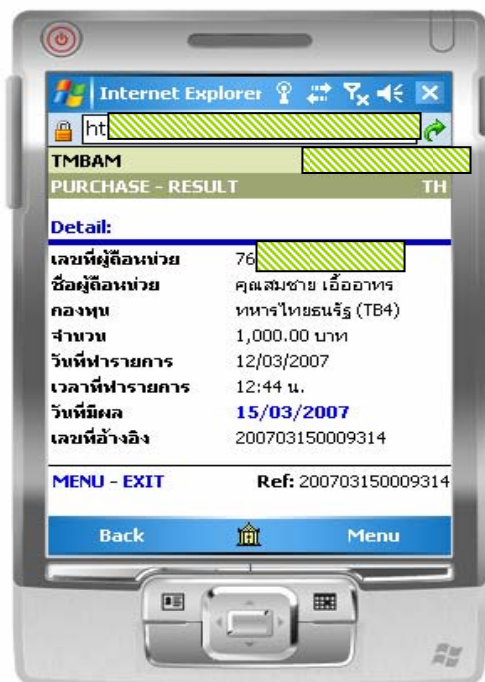 Internet Explorer
ht
TMBAM
PURCHASE - RESULT TH
Detail:
เลขที่ผู้ถือหน่วย 76
ชื่อผู้ถือหน่วย คุณสมชาย เอื้ออาทร
กองทุน ทหารไทยธนรัฐ (TB4)
จำนวน 1,000.00 บาท
วันที่ทำรายการ 12/03/2007
เวลาที่ทำรายการ 12:44 น.
วันที่มีผล 15/03/2007
เลขที่อ้างอิง 200703150009314
MENU - EXIT Ref: 200703150009314
Back Menu